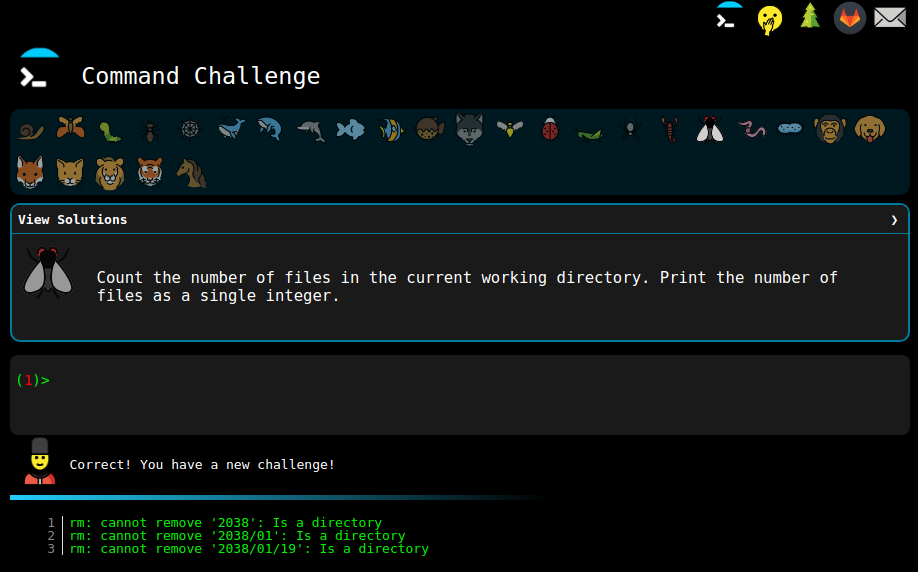 Command Challenge
View Solutions ❯
Count the number of files in the current working directory. Print the number of
files as a single integer.
(1)>
Correct! You have a new challenge!
1 rm: cannot remove '2038': Is a directory
2 rm: cannot remove '2038/01': Is a directory
3 rm: cannot remove '2038/01/19': Is a directory